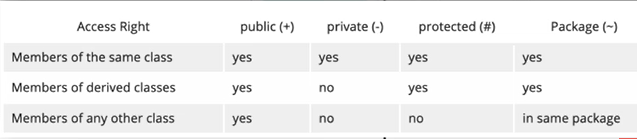 Access Right public (+) private (-) protected (#) Package (~)
Members of the same class yes yes yes yes
Members of derived classes yes no yes yes
Members of any other class yes no no in same package